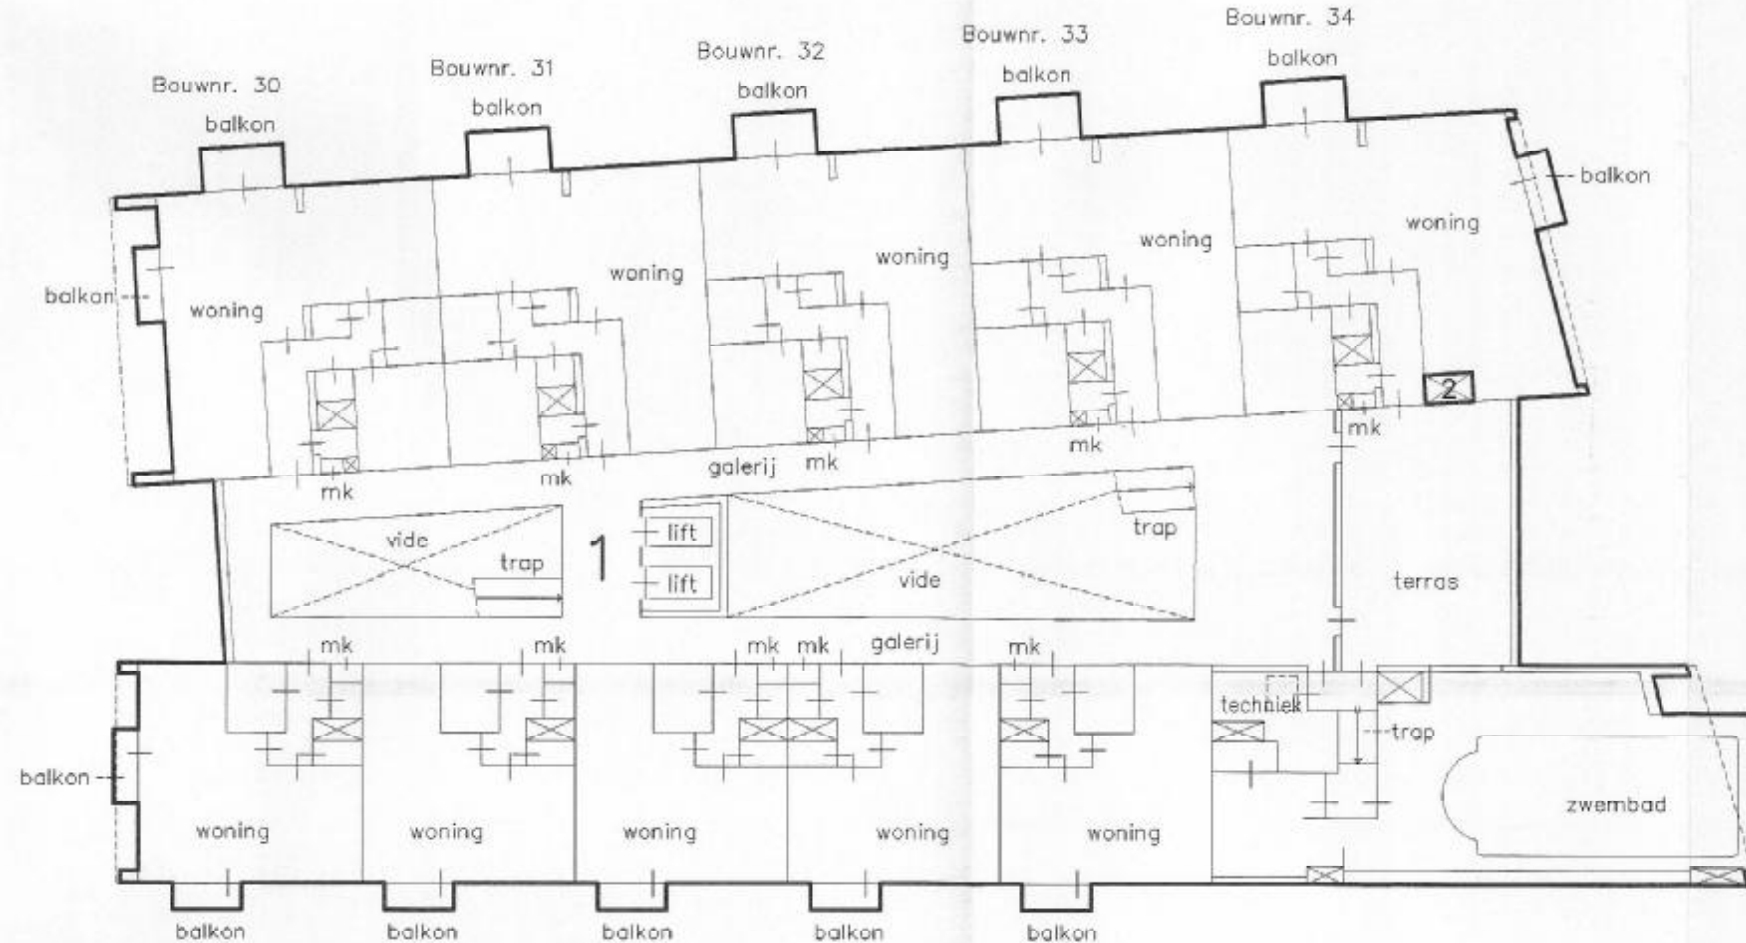 Bouwnr. 34
Bouwnr. 33
Bouwnr. 32
balkon
Bouwnr. 31
balkon
Bouwnr. 30
balkon
balkon
balkon
balkon
woning
woning
woning
woning
balkon
woning
2
mk
mk
mk
galerij
mk
mk
vide
1
lift
trap
trap
lift
vide
terras
mk
mk
mk
mk
galerij
mk
techniek
trap
balkon
zwembad
woning
woning
woning
woning
woning
balkon
balkon
balkon
balkon
balkon